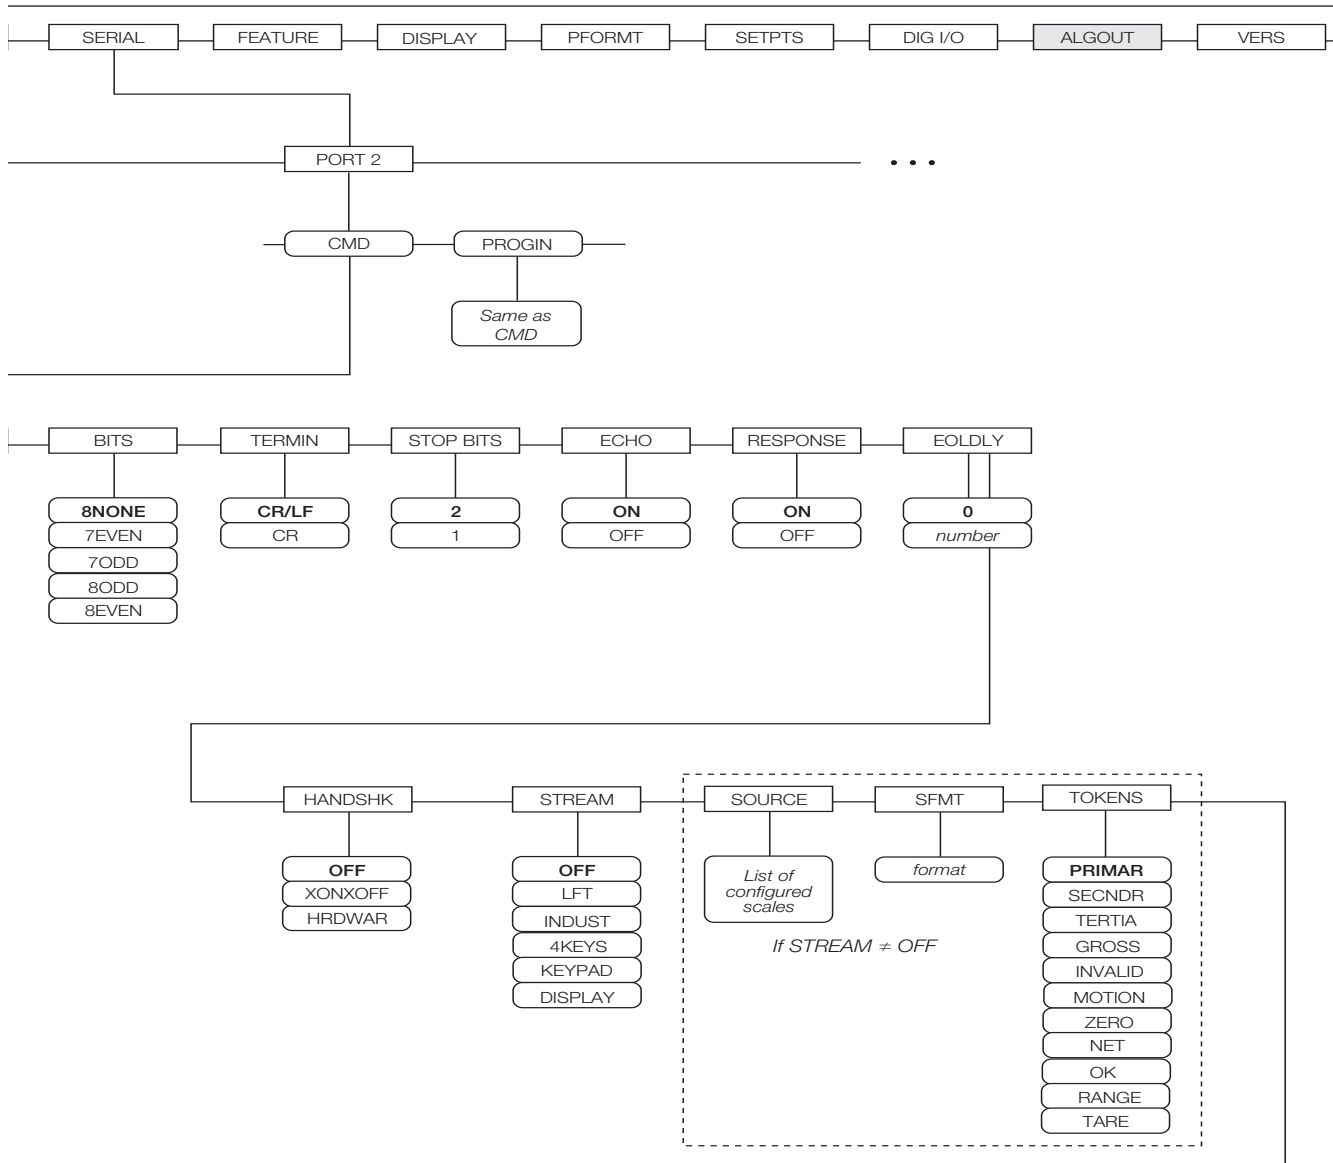 SERIAL FEATURE DISPLAY PFORMT SETPTS DIG I/O ALGOUT VERS
PORT 2
• • •
CMD PROGIN
Same as
CMD
BITS TERMIN STOP BITS ECHO RESPONSE EOLDLY
8NONE CR/LF 2 ON ON 0
7EVEN CR 1 OFF OFF number
7ODD
8ODD
8EVEN
HANDSHK STREAM SOURCE SFMT TOKENS
OFF OFF List of configured scales format PRIMAR
XONXOFF LFT SECNDR
HRDWAR INDUST TERTIA
4KEYS If STREAM ≠ OFF GROSS
KEYPAD INVALID
DISPLAY MOTION
ZERO
NET
OK
RANGE
TARE